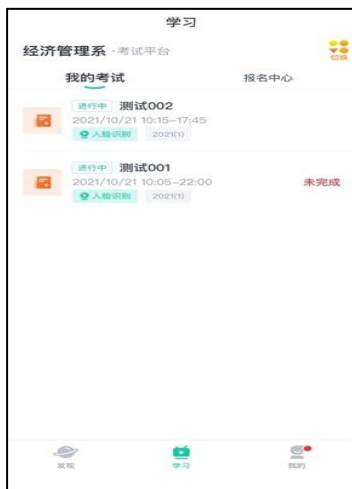 学习
经济管理系 · 考试平台
切换
我的考试 报名中心
进行中 测试002
2021/10/21 10:15-17:45
人脸识别 2021(1)
进行中 测试001
2021/10/21 10:05-22:00 未完成
人脸识别 2021(1)
发现 学习 我的